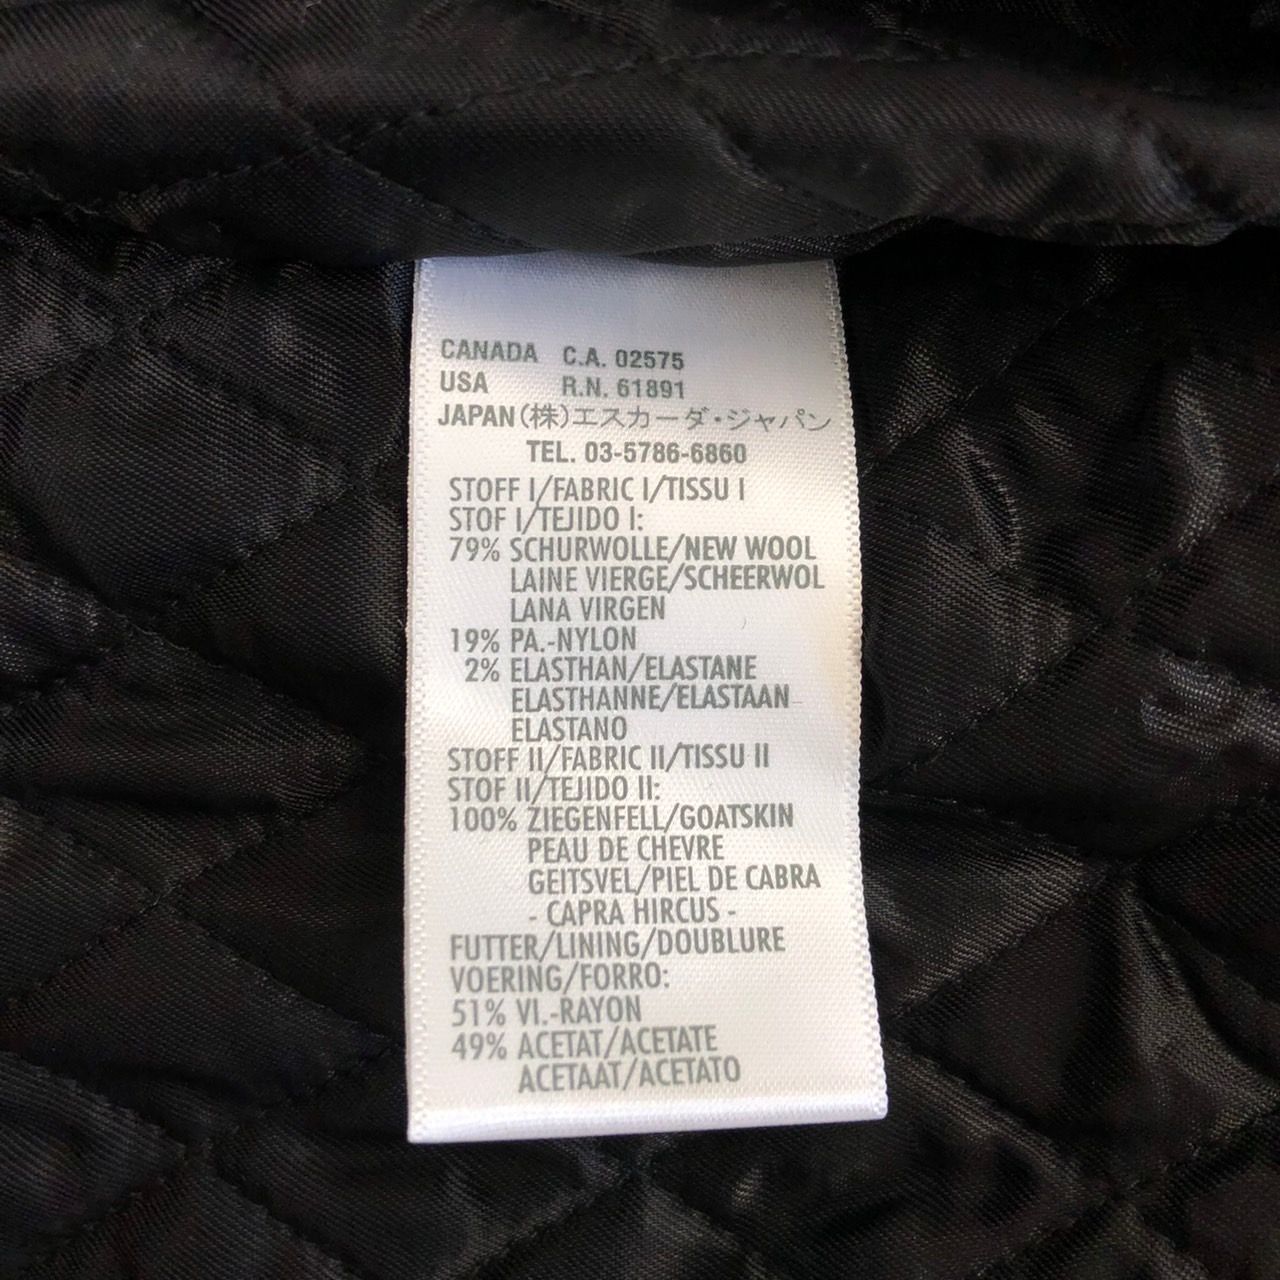 CANADA C.A. 02575
USA R.N. 61891
JAPAN(株)エスカーダ・ジャパン
TEL. 03-5786-6860
STOFF I/FABRIC I/TISSU I
STOF I/TEJIDO I:
79% SCHURWOLLE/NEW WOOL
LAINE VIERGE/SCHEERWOL
LANA VIRGEN
19% PA.-NYLON
2% ELASTHAN/ELASTANE
ELASTHANNE/ELASTAAN
ELASTANO
STOFF II/FABRIC II/TISSU II
STOF II/TEJIDO II:
100% ZIEGENFELL/GOATSKIN
PEAU DE CHEVRE
GEITSVEL/PIEL DE CABRA
- CAPRA HIRCUS -
FUTTER/LINING/DOUBLURE
VOERING/FORRO:
51% VI.-RAYON
49% ACETAT/ACETATE
ACETAAT/ACETATO